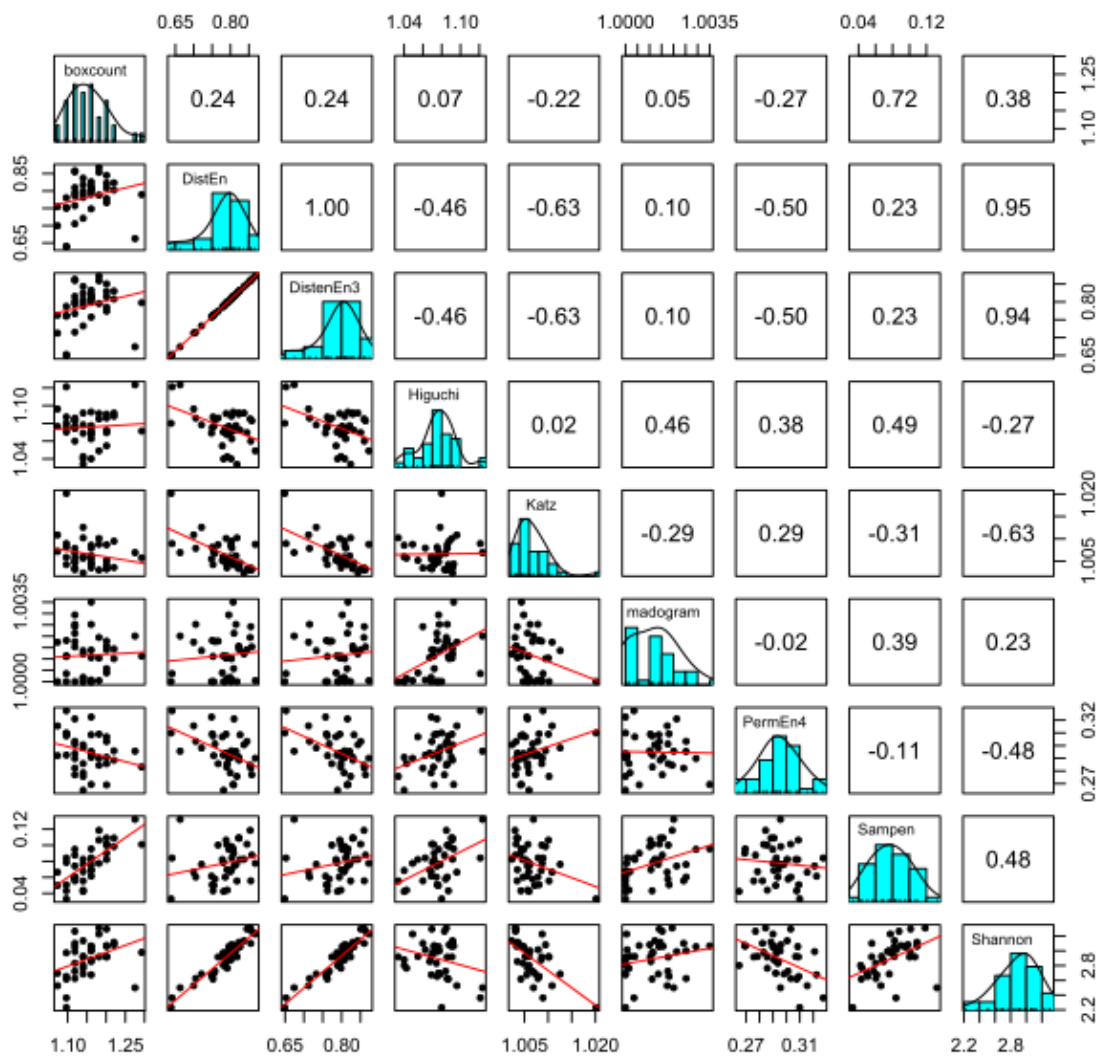 0.65 0.80 1.04 1.10 1.0000 1.0035 0.04 0.12
boxcount 0.24 0.24 0.07 -0.22 0.05 -0.27 0.72 0.38 1.10 1.25
0.65 0.85 DistEn 1.00 -0.46 -0.63 0.10 -0.50 0.23 0.95
DistenEn3 -0.46 -0.63 0.10 -0.50 0.23 0.94 0.65 0.80
1.04 1.10 Higuchi 0.02 0.46 0.38 0.49 -0.27
Katz -0.29 0.29 -0.31 -0.63 1.005 1.020
1.0000 1.0035 madogram -0.02 0.39 0.23
PermEn4 -0.11 -0.48 0.27 0.32
0.04 0.12 Sampen 0.48
Shannon 2.2 2.8
1.10 1.25 0.65 0.80 1.005 1.020 0.27 0.31 2.2 2.8